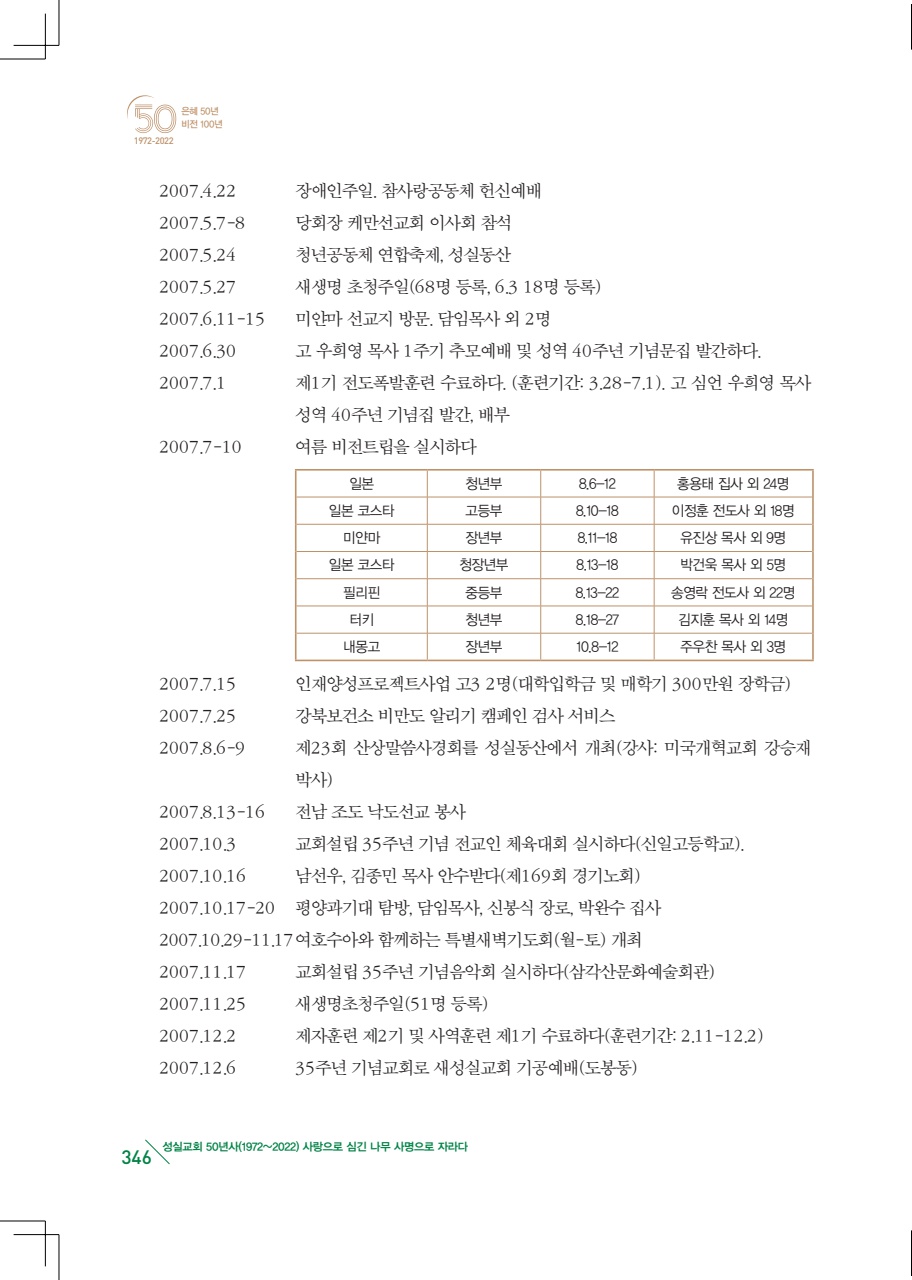 50 은혜 50년
비전 100년
1972-2022
2007.4.22 장애인주일. 참사랑공동체 헌신예배
2007.5.7-8 당회장 케만선교회 이사회 참석
2007.5.24 청년공동체 연합축제, 성실동산
2007.5.27 새생명 초청주일(68명 등록, 6.3 18명 등록)
2007.6.11-15 미얀마 선교지 방문. 담임목사 외 2명
2007.6.30 고 우희영 목사 1주기 추모예배 및 성역 40주년 기념문집 발간하다.
2007.7.1 제1기 전도폭발훈련 수료하다. (훈련기간: 3.28-7.1). 고 심언 우희영 목사
성역 40주년 기념집 발간, 배부
2007.7-10 여름 비전트립을 실시하다
일본 청년부 8.6-12 홍용태 집사 외 24명
일본 코스타 고등부 8.10-18 이정훈 전도사 외 18명
미얀마 장년부 8.11-18 유진상 목사 외 9명
일본 코스타 청장년부 8.13-18 박건욱 목사 외 5명
필리핀 중등부 8.13-22 송영락 전도사 외 22명
터키 청년부 8.18-27 김지훈 목사 외 14명
내몽고 장년부 10.8-12 주우찬 목사 외 3명
2007.7.15 인재양성프로젝트사업 고3 2명(대학입학금 및 매학기 300만원 장학금)
2007.7.25 강북보건소 비만도 알리기 캠페인 검사 서비스
2007.8.6-9 제23회 산상말씀사경회를 성실동산에서 개최(강사: 미국개혁교회 강승재
박사)
2007.8.13-16 전남 조도 낙도선교 봉사
2007.10.3 교회설립 35주년 기념 전교인 체육대회 실시하다(신일고등학교).
2007.10.16 남선우, 김종민 목사 안수받다(제169회 경기노회)
2007.10.17-20 평양과기대 탐방, 담임목사, 신봉식 장로, 박완수 집사
2007.10.29-11.17 여호수아와 함께하는 특별새벽기도회(월-토) 개최
2007.11.17 교회설립 35주년 기념음악회 실시하다(삼각산문화예술회관)
2007.11.25 새생명초청주일(51명 등록)
2007.12.2 제자훈련 제2기 및 사역훈련 제1기 수료하다(훈련기간: 2.11-12.2)
2007.12.6 35주년 기념교회로 새성실교회 기공예배(도봉동)
346 성실교회 50년사(1972~2022) 사랑으로 심긴 나무 사명으로 자라다